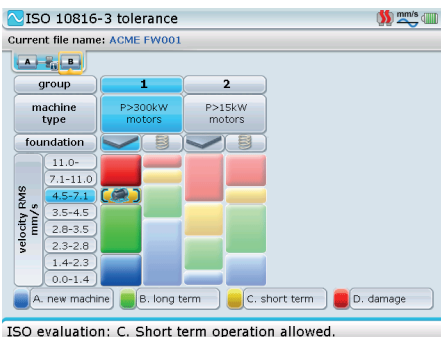 ISO 10816-3 tolerance
mm/s
Current file name: ACME FW001
A
B
group 1 2
machine type P>300kW motors P>15kW motors
foundation
velocity RMS mm/s
11.0-
7.1-11.0
4.5-7.1
3.5-4.5
2.8-3.5
2.3-2.8
1.4-2.3
0.0-1.4
A. new machine B. long term C. short term D. damage
ISO evaluation: C. Short term operation allowed.